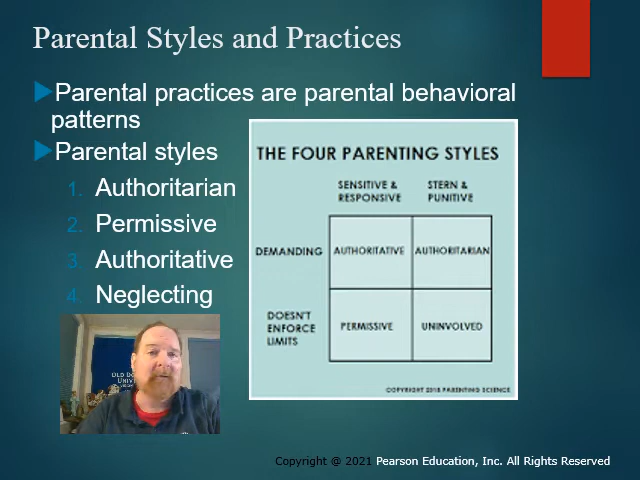 Parental Styles and Practices
Parental practices are parental behavioral
patterns
Parental styles
1. Authoritarian
2. Permissive
3. Authoritative
4. Neglecting
THE FOUR PARENTING STYLES
SENSITIVE & RESPONSIVE
STERN & PUNITIVE
DEMANDING
AUTHORITATIVE
AUTHORITARIAN
DOESN'T ENFORCE LIMITS
PERMISSIVE
UNINVOLVED
COPYRIGHT 2018 PARENTING SCIENCE
OLD
UNIV
Copyright @ 2021 Pearson Education, Inc. All Rights Reserved